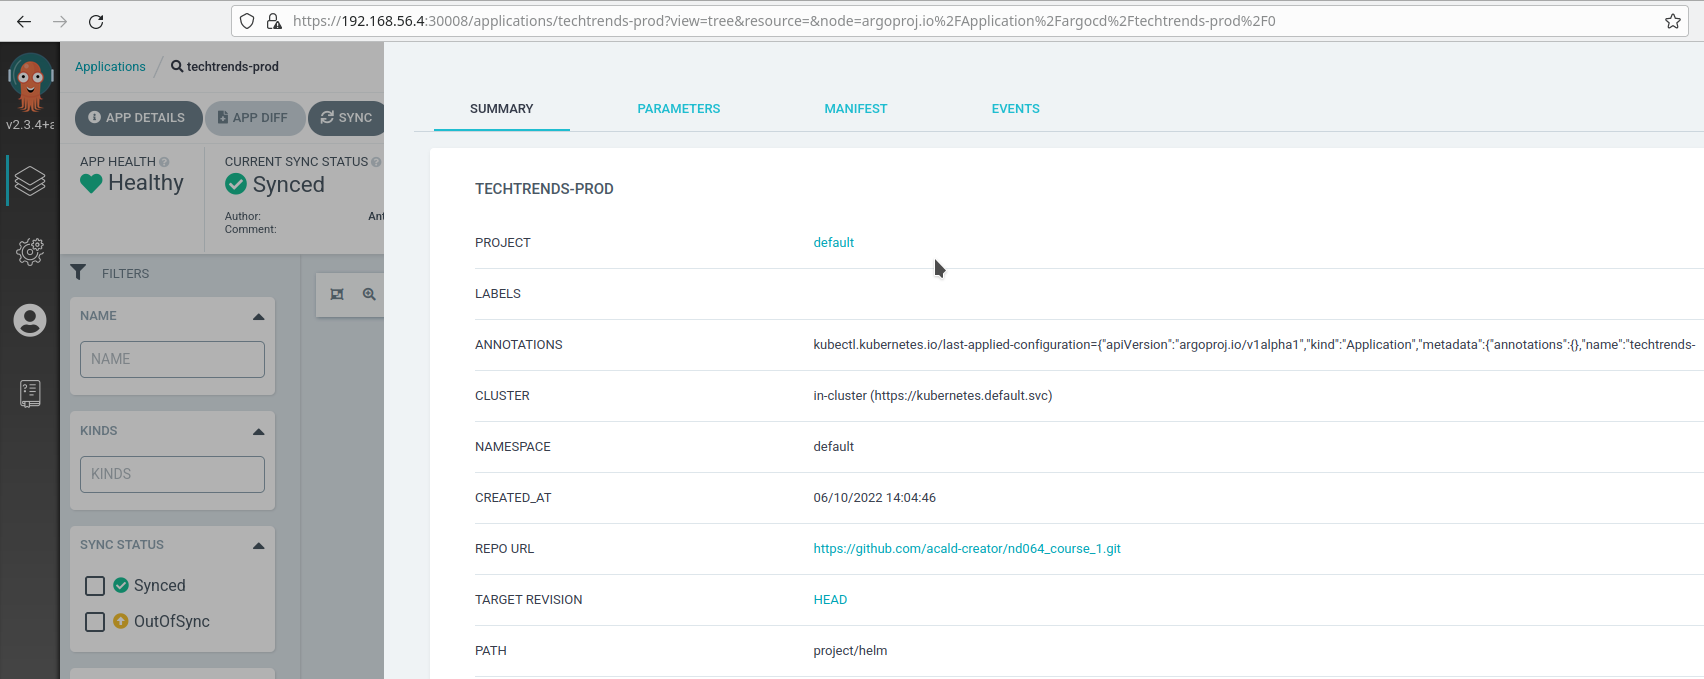 https://192.168.56.4:30008/applications/techtrends-prod?view=tree&resource=&node=argoproj.io%2FApplication%2Fargocd%2Ftechtrends-prod%2F0
Applications / techtrends-prod
v2.3.4+a
APP DETAILS APP DIFF SYNC
APP HEALTH
Healthy
CURRENT SYNC STATUS
Synced
Author: Ant
Comment:
FILTERS
NAME
NAME
KINDS
KINDS
SYNC STATUS
Synced
OutOfSync
SUMMARY PARAMETERS MANIFEST EVENTS
TECHTRENDS-PROD
PROJECT default
LABELS
ANNOTATIONS kubectl.kubernetes.io/last-applied-configuration={"apiVersion":"argoproj.io/v1alpha1","kind":"Application","metadata":{"annotations":{},"name":"techtrends-
CLUSTER in-cluster (https://kubernetes.default.svc)
NAMESPACE default
CREATED_AT 06/10/2022 14:04:46
REPO URL https://github.com/acald-creator/nd064_course_1.git
TARGET REVISION HEAD
PATH project/helm